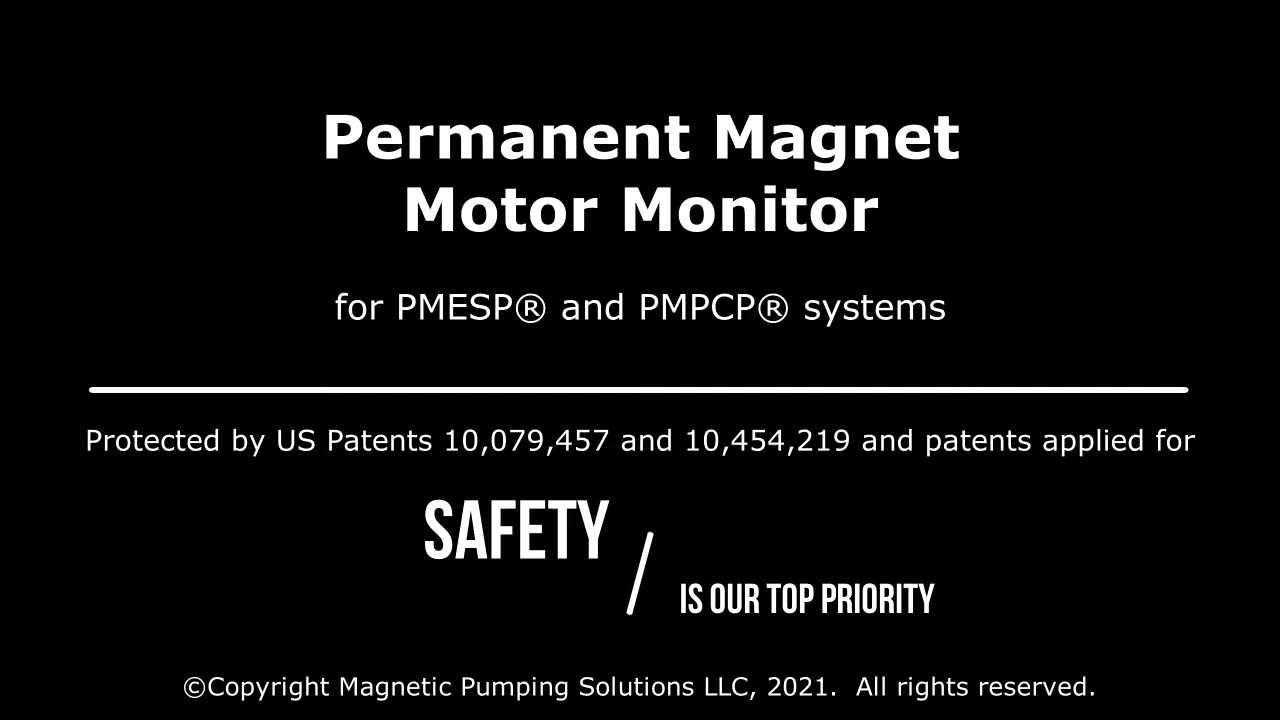 Permanent Magnet
Motor Monitor
for PMESP® and PMPCP® systems
Protected by US Patents 10,079,457 and 10,454,219 and patents applied for
SAFETY
IS OUR TOP PRIORITY
©Copyright Magnetic Pumping Solutions LLC, 2021.  All rights reserved.